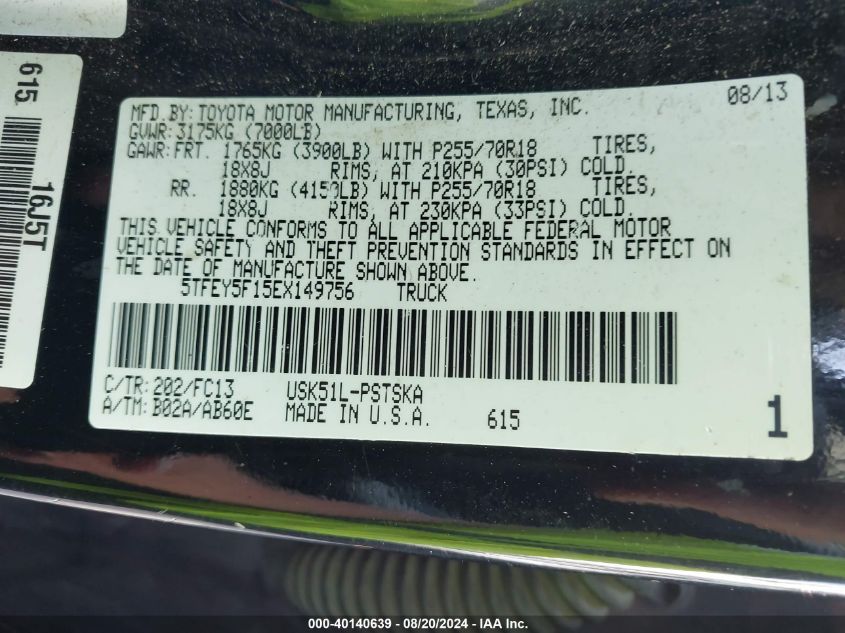 615
16J5T
MFD.BY: TOYOTA MOTOR MANUFACTURING, TEXAS, INC. 08/13
GVWR: 3175KG (7000LB)
GAWR: FRT. 1765KG (3900LB) WITH P255/70R18 TIRES,
18X8J RIMS, AT 210KPA (30PSI) COLD,
RR. 1880KG (4150LB) WITH P255/70R18 TIRES,
18X8J RIMS, AT 230KPA (33PSI) COLD,
THIS VEHICLE CONFORMS TO ALL APPLICABLE FEDERAL MOTOR
VEHICLE SAFETY AND THEFT PREVENTION STANDARDS IN EFFECT ON
THE DATE OF MANUFACTURE SHOWN ABOVE.
5TFEY5F15EX149756 TRUCK
C/TR: 202/FC13 USK51L-PSTSKA
A/TM: B02A/AB60E MADE IN U.S.A. 615 1
000-40140639 - 08/20/2024 - IAAI.com